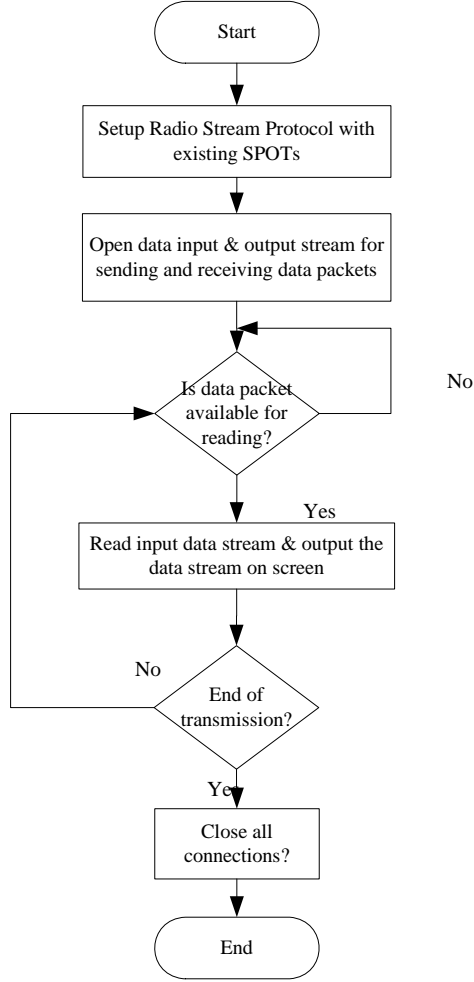 Start
Setup Radio Stream Protocol with
existing SPOTs
Open data input & output stream for
sending and receiving data packets
Is data packet
available for
reading?
No
Yes
Read input data stream & output the
data stream on screen
No
End of
transmission?
Yes
Close all
connections?
End